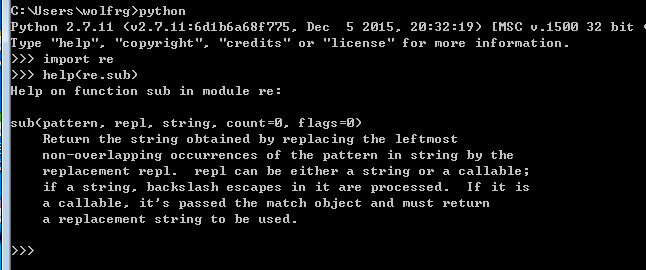 C:\Users\wolfrg>python
Python 2.7.11 (v2.7.11:6d1b6a68f775, Dec  5 2015, 20:32:19) [MSC v.1500 32 bit
Type "help", "copyright", "credits" or "license" for more information.
>>> import re
>>> help(re.sub)
Help on function sub in module re:

sub(pattern, repl, string, count=0, flags=0)
    Return the string obtained by replacing the leftmost
    non-overlapping occurrences of the pattern in string by the
    replacement repl.  repl can be either a string or a callable;
    if a string, backslash escapes in it are processed.  If it is
    a callable, it's passed the match object and must return
    a replacement string to be used.

>>>